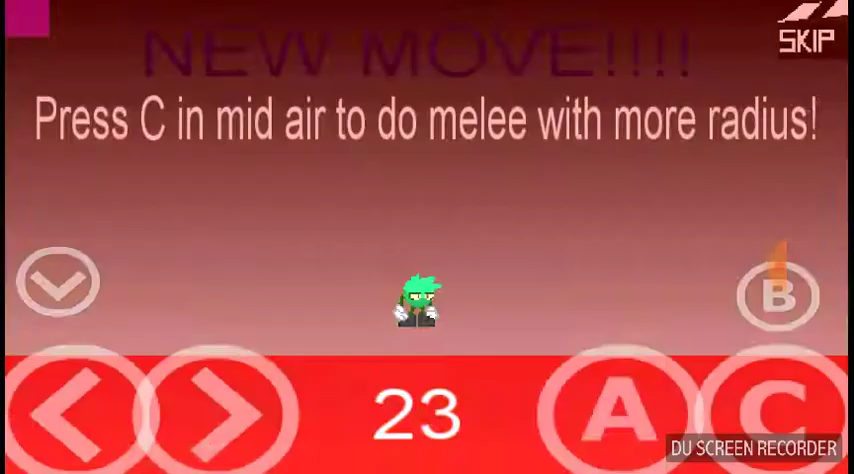 NEW MOVE!!!!
SKIP
Press C in mid air to do melee with more radius!
B
23
A
C
DU SCREEN RECORDER